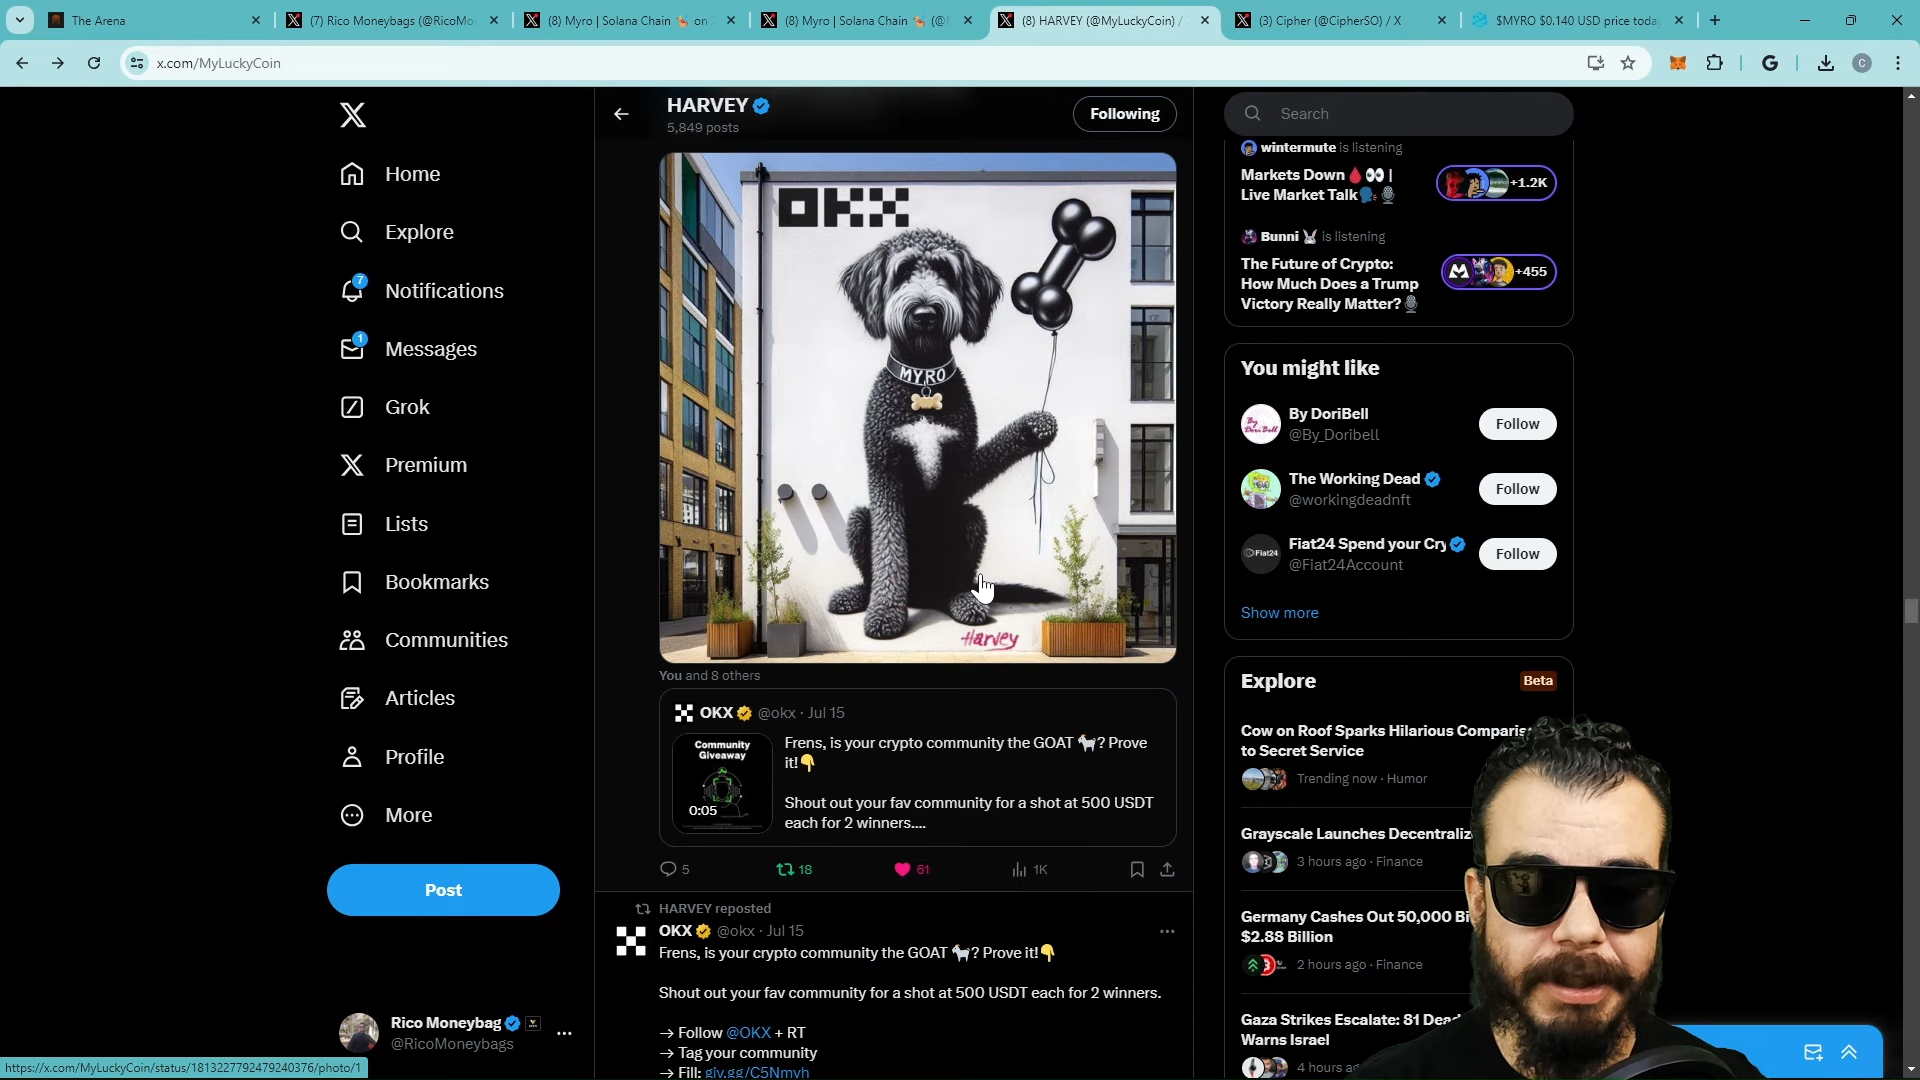 The Arena
(7) Rico Moneybags (@RicoMo
(8) Myro | Solana Chain 🐕 on
(8) Myro | Solana Chain 🐕 (@
(8) HARVEY (@MyLuckyCoin) /
(3) Cipher (@CipherSO) / X
$MYRO $0.140 USD price toda
x.com/MyLuckyCoin
C
HARVEY
5,849 posts
Following
Search
Home
Explore
7
Notifications
1
Messages
Grok
Premium
Lists
Bookmarks
Communities
Articles
Profile
More
Post
Rico Moneybag
@RicoMoneybags
https://x.com/MyLuckyCoin/status/1813227792479240376/photo/1
OKX
MYRO
Harvey
You and 8 others
OKX @okx · Jul 15
Community
Giveaway
0:05
Frens, is your crypto community the GOAT 🐐? Prove
it!👇
Shout out your fav community for a shot at 500 USDT
each for 2 winners....
5
18
61
1K
HARVEY reposted
OKX @okx · Jul 15
Frens, is your crypto community the GOAT 🐐? Prove it!👇
Shout out your fav community for a shot at 500 USDT each for 2 winners.
→ Follow @OKX + RT
→ Tag your community
→ Fill: giv.gg/C5Nmvh
wintermute is listening
Markets Down🩸👀 |
Live Market Talk🗣️🎙️
+1.2K
Bunni 🐰 is listening
The Future of Crypto:
How Much Does a Trump
Victory Really Matter?🎙️
+455
You might like
By DoriBell
@By_Doribell
Follow
The Working Dead
@workingdeadnft
Follow
Fiat24
Fiat24 Spend your Cry
@Fiat24Account
Follow
Show more
Explore
Beta
Cow on Roof Sparks Hilarious Comparis
to Secret Service
Trending now · Humor
Grayscale Launches Decentraliz
3 hours ago · Finance
Germany Cashes Out 50,000 Bi
$2.88 Billion
2 hours ago · Finance
Gaza Strikes Escalate: 81 Dead
Warns Israel
4 hours ag